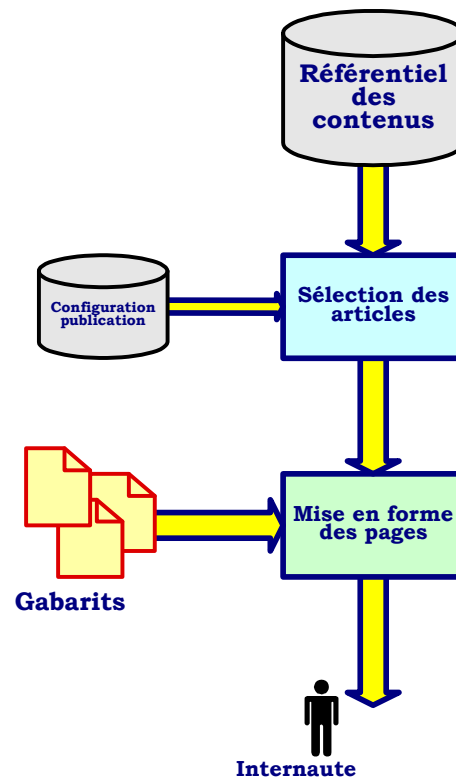 Référentiel
des
contenus
Configuration
publication
Sélection des
articles
Mise en forme
des pages
Gabarits
Internaute